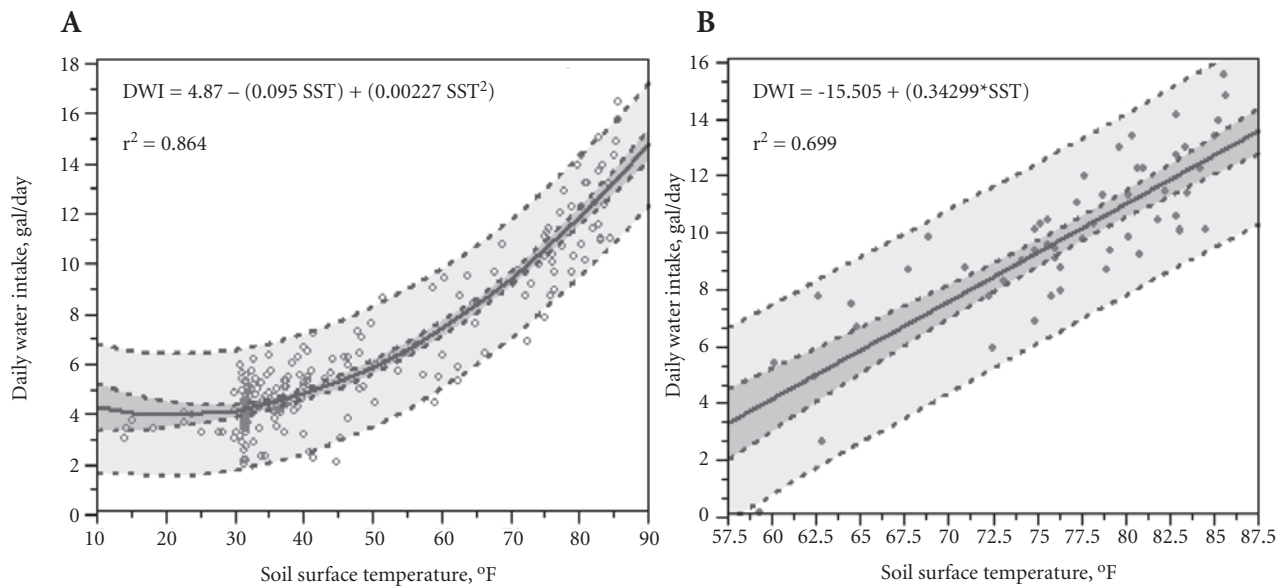 A
18
16
14
12
10
8
6
4
2
0
Daily water intake, gal/day
DWI = 4.87 – (0.095 SST) + (0.00227 SST²)
r² = 0.864
10 20 30 40 50 60 70 80 90
Soil surface temperature, °F
B
16
14
12
10
8
6
4
2
0
Daily water intake, gal/day
DWI = -15.505 + (0.34299*SST)
r² = 0.699
57.5 60 62.5 65 67.5 70 72.5 75 77.5 80 82.5 85 87.5
Soil surface temperature, °F